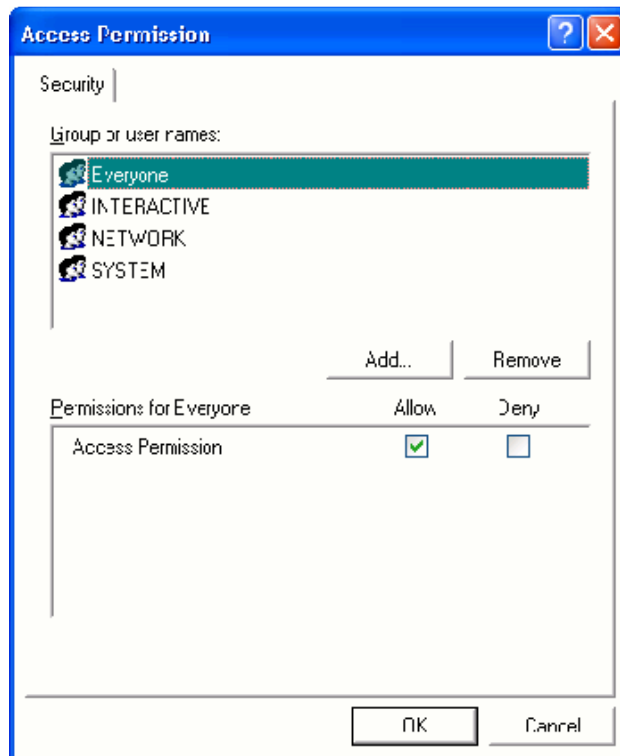 Access Permission
Security
Group or user names:
Everyone
INTERACTIVE
NETWORK
SYSTEM
Add... Remove
Permissions for Everyone Allow Deny
Access Permission
OK Cancel